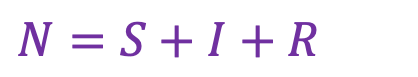 N = S + I + R